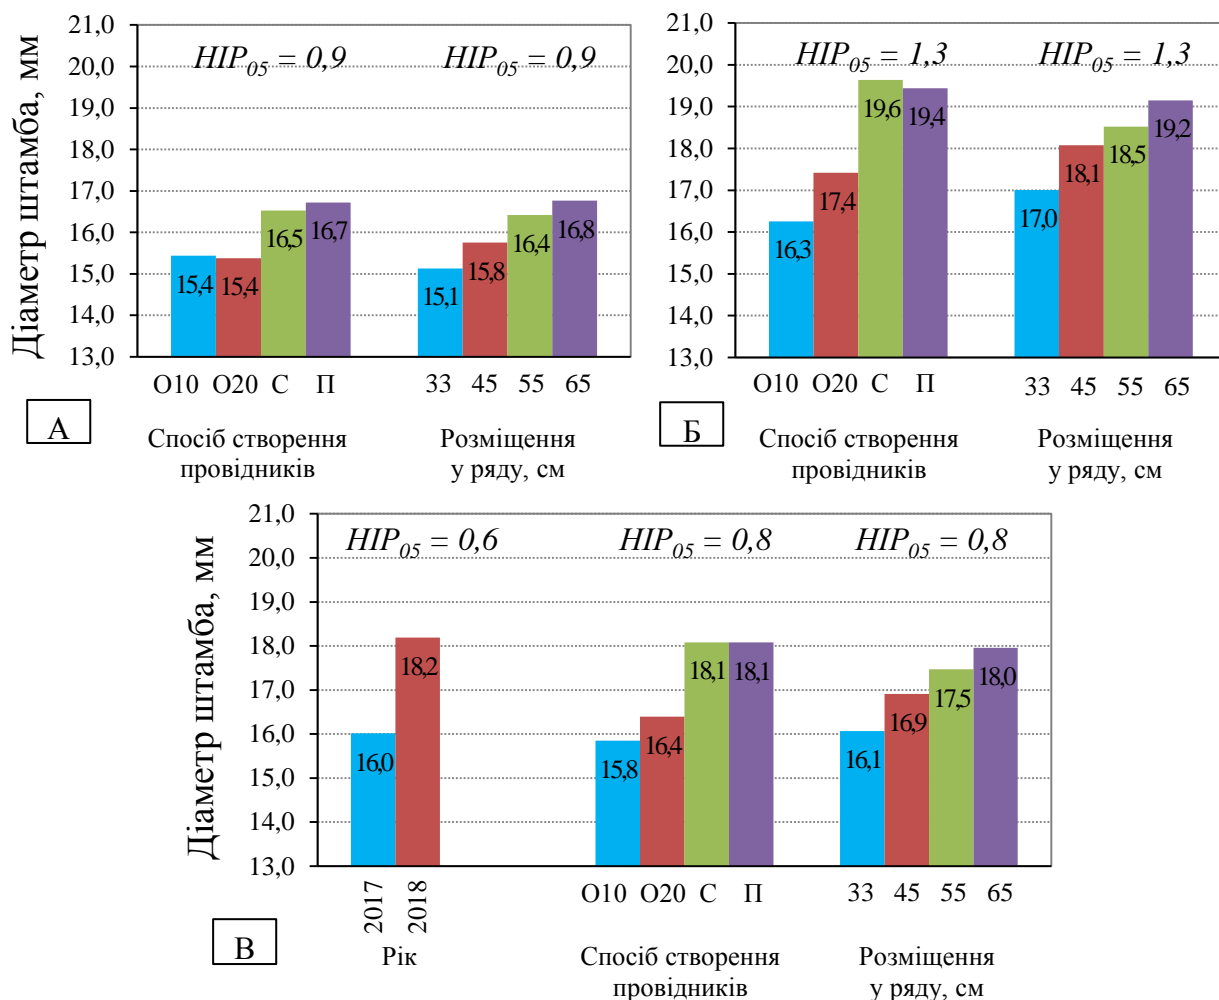 Діаметр штамба, мм
21,0
20,0
19,0
18,0
17,0
16,0
15,0
14,0
13,0
НІР05 = 0,9
НІР05 = 0,9
15,4
15,4
16,5
16,7
15,1
15,8
16,4
16,8
О10 О20 С П
33 45 55 65
А
Спосіб створення
провідників
Розміщення
у ряду, см
21,0
20,0
19,0
18,0
17,0
16,0
15,0
14,0
13,0
НІР05 = 1,3
НІР05 = 1,3
16,3
17,4
19,6
19,4
17,0
18,1
18,5
19,2
О10 О20 С П
33 45 55 65
Б
Спосіб створення
провідників
Розміщення
у ряду, см
Діаметр штамба, мм
21,0
20,0
19,0
18,0
17,0
16,0
15,0
14,0
13,0
НІР05 = 0,6
НІР05 = 0,8
НІР05 = 0,8
16,0
18,2
15,8
16,4
18,1
18,1
16,1
16,9
17,5
18,0
2017
2018
О10 О20 С П
33 45 55 65
В
Рік
Спосіб створення
провідників
Розміщення
у ряду, см